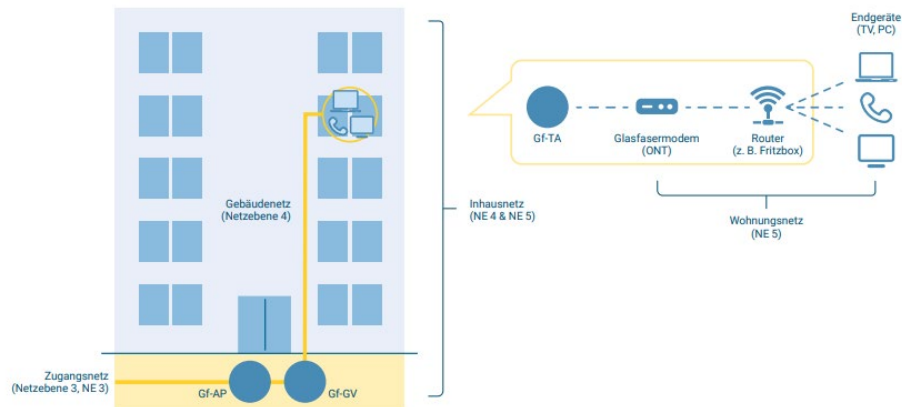 Endgeräte
(TV, PC)
Gf-TA
Glasfasermodem
(ONT)
Router
(z. B. Fritzbox)
Gebäudenetz
(Netzebene 4)
Inhausnetz
(NE 4 & NE 5)
Wohnungsnetz
(NE 5)
Zugangsnetz
(Netzebene 3, NE 3)
Gf-AP
Gf-GV